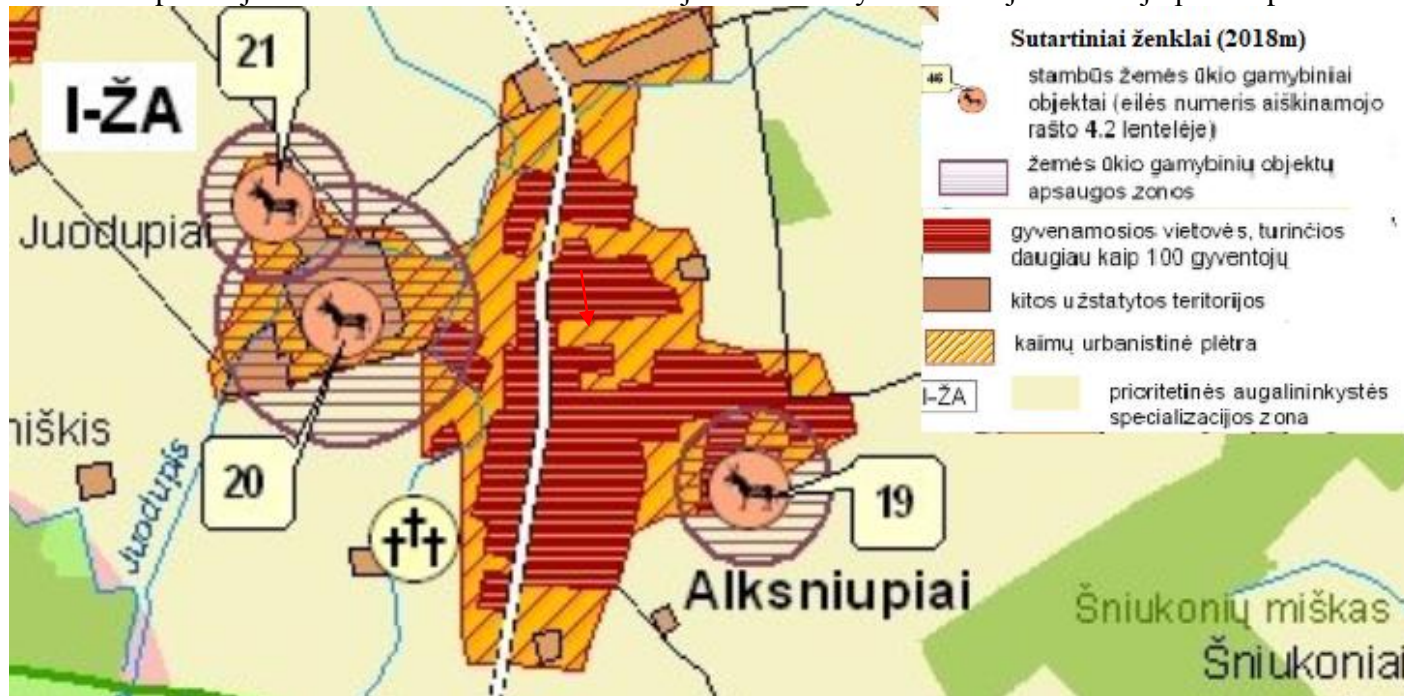 21
I-ŽA
Juodupiai
niškis
20
Juodupis
19
Alksniupiai
Šniukonių miškas
Šniukoniai
Sutartiniai ženklai (2018m)
46
stambūs žemės ūkio gamybiniai
objektai (eilės numeris aiškinamojo
rašto 4.2 lentelėje)
žemės ūkio gamybinių objektų
apsaugos zonios
gyvenamosios vietovės, turinčios
daugiau kaip 100 gyventojų
kitos užstatytos teritorijos
kaimų urbanistinė plėtra
I-ŽA
prioritetinės augalininkystės
specializacijos zona